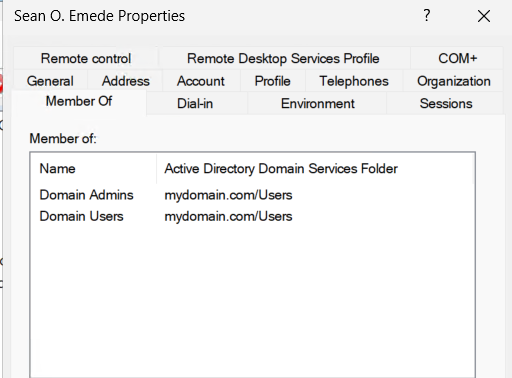 Sean O. Emede Properties ? ×
Remote control Remote Desktop Services Profile COM+
General Address Account Profile Telephones Organization
Member Of Dial-in Environment Sessions
Member of:
Name Active Directory Domain Services Folder
Domain Admins mydomain.com/Users
Domain Users mydomain.com/Users